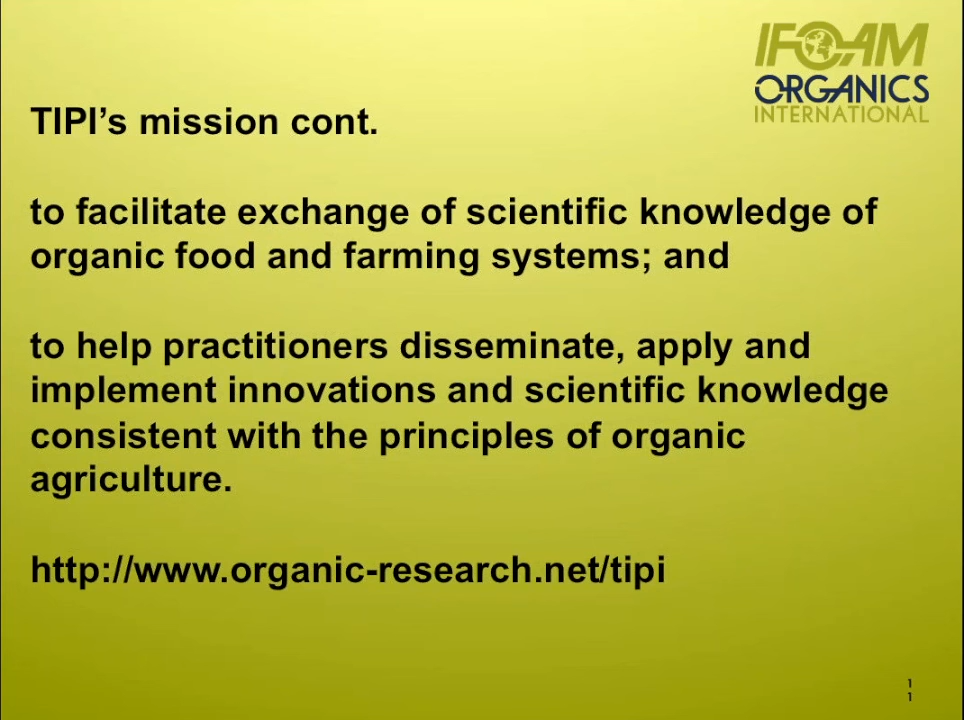 IFOAM
ORGANICS
INTERNATIONAL
TIPI’s mission cont.
to facilitate exchange of scientific knowledge of
organic food and farming systems; and
to help practitioners disseminate, apply and
implement innovations and scientific knowledge
consistent with the principles of organic
agriculture.
http://www.organic-research.net/tipi
1
1